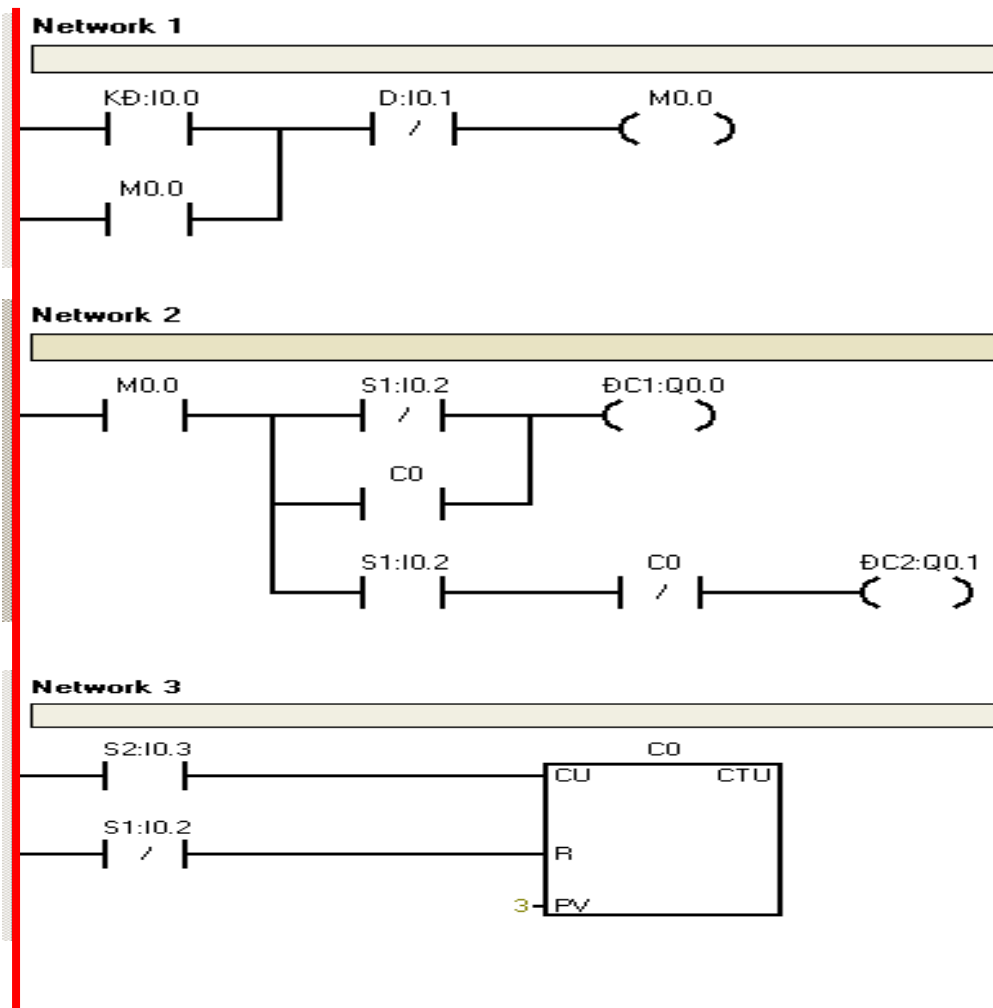 Network 1
KĐ:I0.0 D:I0.1 M0.0
/
M0.0
Network 2
M0.0 S1:I0.2 ĐC1:Q0.0
/
C0
S1:I0.2 C0 ĐC2:Q0.1
/
Network 3
S2:I0.3 C0
CU CTU
S1:I0.2
/
R
3 PV